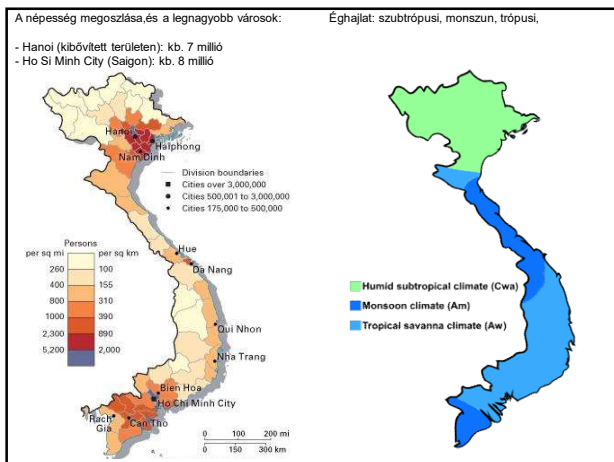 A népesség megoszlása,és a legnagyobb városok:
- Hanoi (kibővített területen): kb. 7 millió
- Ho Si Minh City (Saigon): kb. 8 millió
Hanoi
Haiphong
Nam Dinh
Division boundaries
Cities over 3,000,000
Cities 500,001 to 3,000,000
Cities 175,000 to 500,000
Persons
per sq mi per sq km
260 100
400 155
800 310
1000 390
2,300 890
5,200 2,000
Hue
Da Nang
Qui Nhon
Nha Trang
Bien Hoa
Ho Chi Minh City
Rach
Gia
Can Tho
0 100 200 mi
0 150 300 km
Éghajlat: szubtrópusi, monszun, trópusi,
Humid subtropical climate (Cwa)
Monsoon climate (Am)
Tropical savanna climate (Aw)